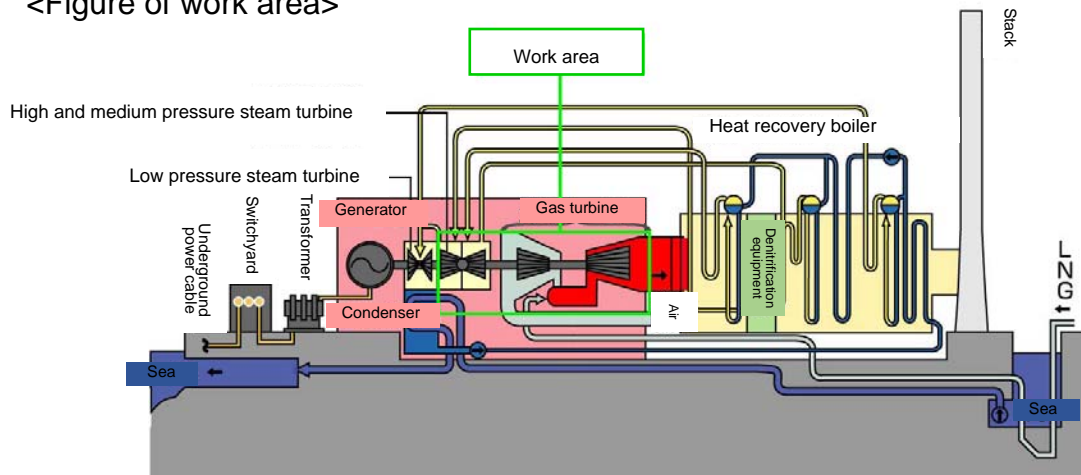 <Figure of work area>
Stack
Work area
High and medium pressure steam turbine
Heat recovery boiler
Low pressure steam turbine
Generator
Gas turbine
Transformer
Switchyard
Underground
power cable
Denitrification
equipment
LNG
Condenser
Air
Sea
Sea